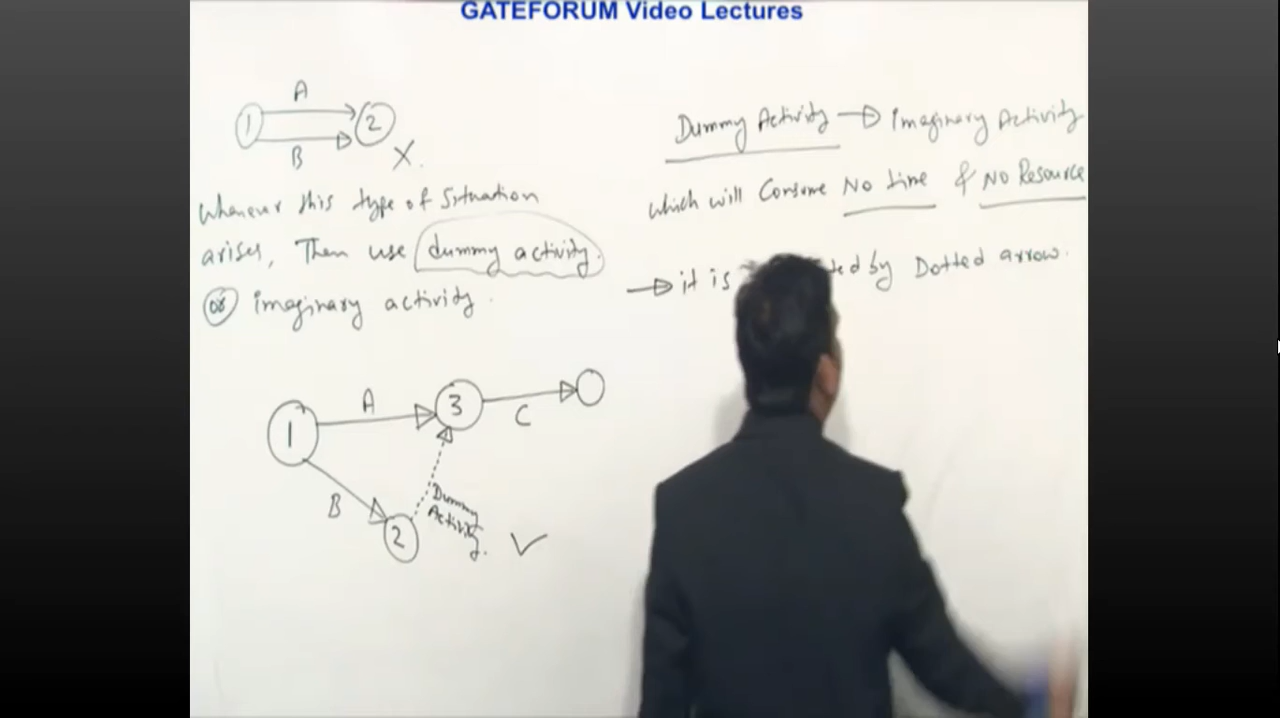 GATEFORUM Video Lectures
A
1
2
B
X.
Whenever this type of Situation
arises, Then use dummy activity.
OR imaginary activity.
1
A
3
C
B
2
Dummy
Activity.
Dummy Activity → Imaginary Activity
which will Consume No time & No Resource
→ it is ted by Dotted arrow.